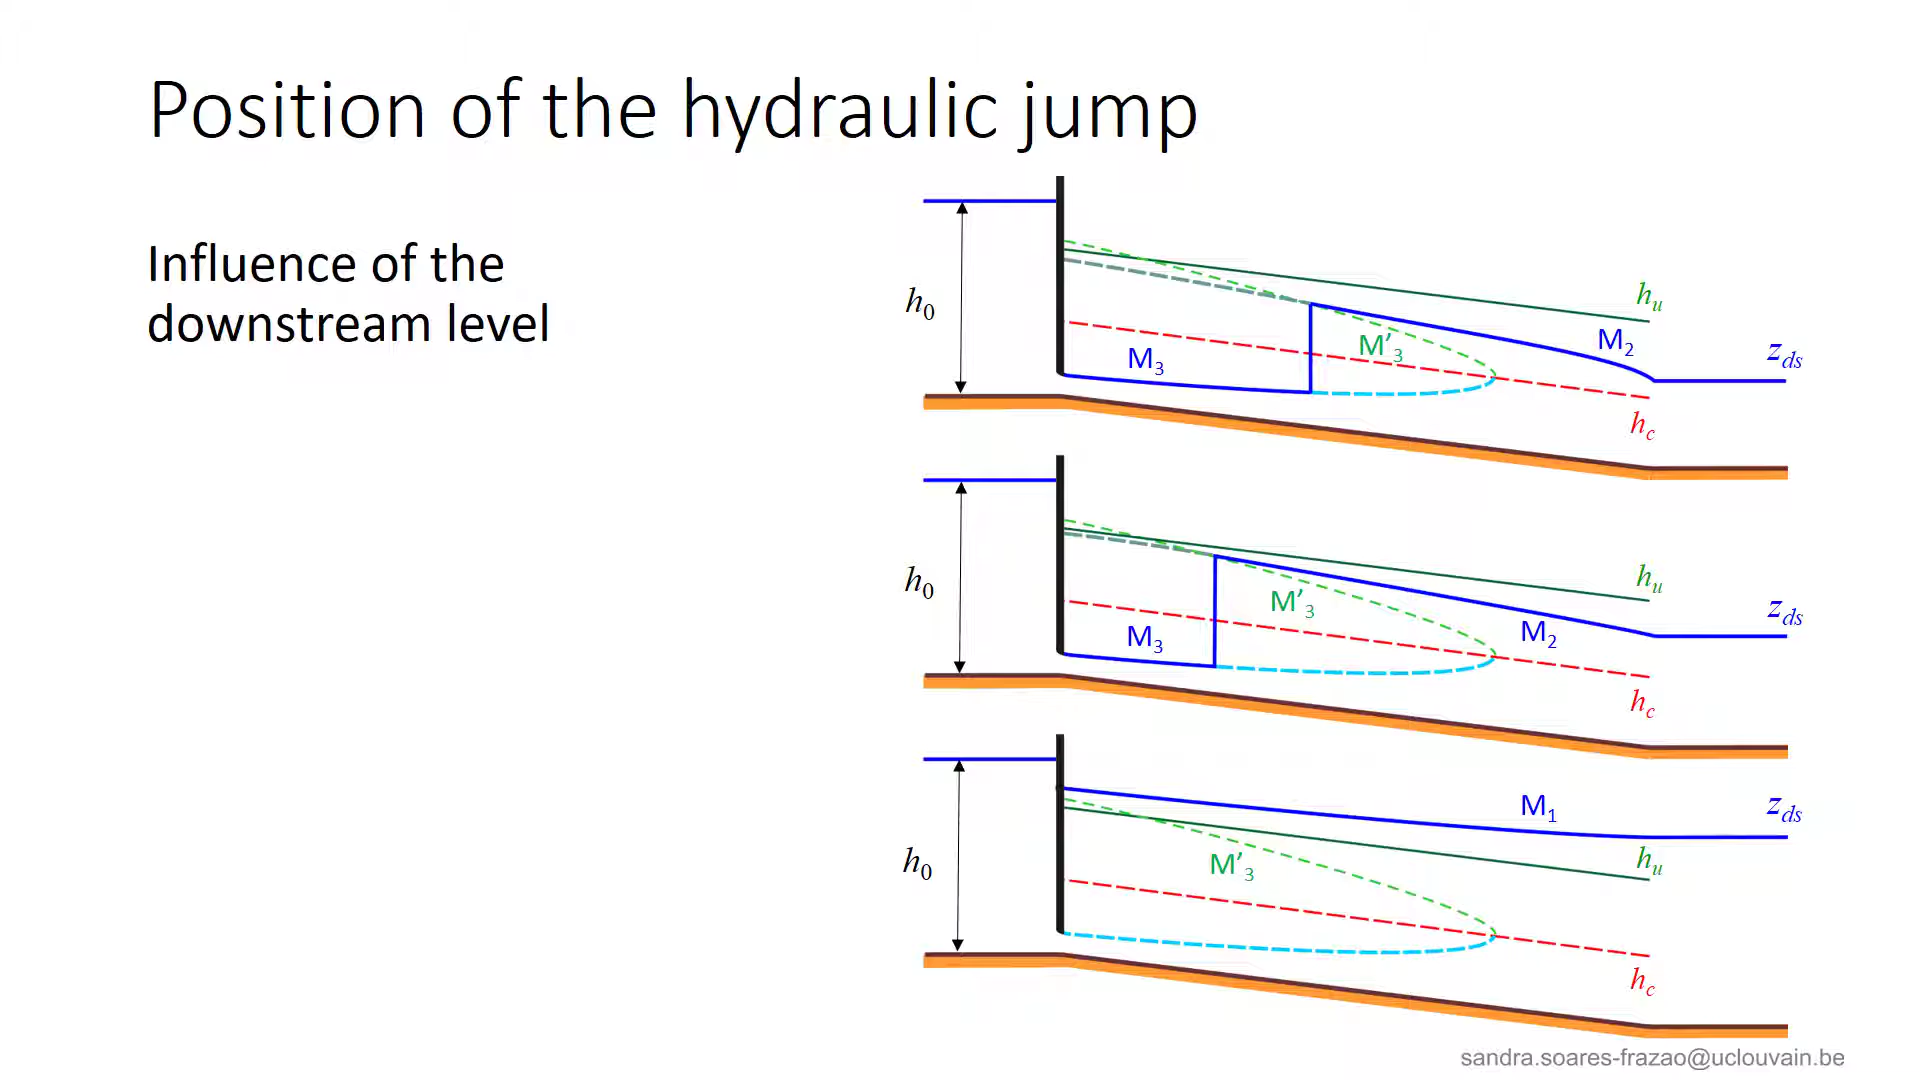 Position of the hydraulic jump
Influence of the
downstream level
h0
hu
M2
zds
M3
M'3
hc
h0
hu
zds
M'3
M3
M2
hc
h0
M1
zds
hu
M'3
hc
sandra.soares-frazao@uclouvain.be